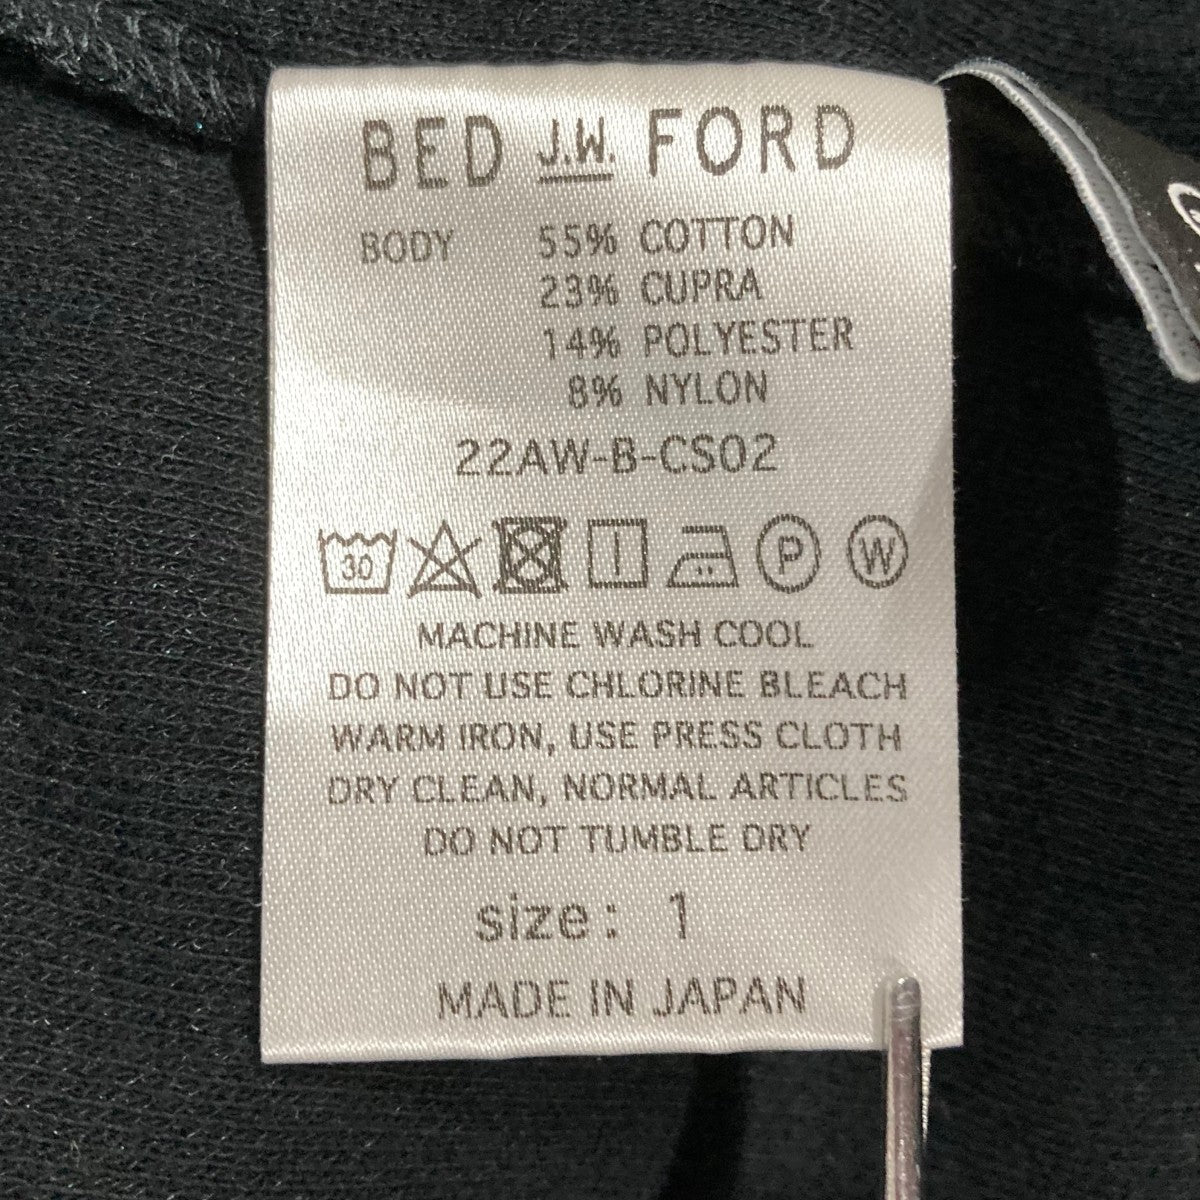 BED J.W. FORD
BODY 55% COTTON
23% CUPRA
14% POLYESTER
8% NYLON
22AW-B-CS02
30 P W
MACHINE WASH COOL
DO NOT USE CHLORINE BLEACH
WARM IRON, USE PRESS CLOTH
DRY CLEAN, NORMAL ARTICLES
DO NOT TUMBLE DRY
size: 1
MADE IN JAPAN